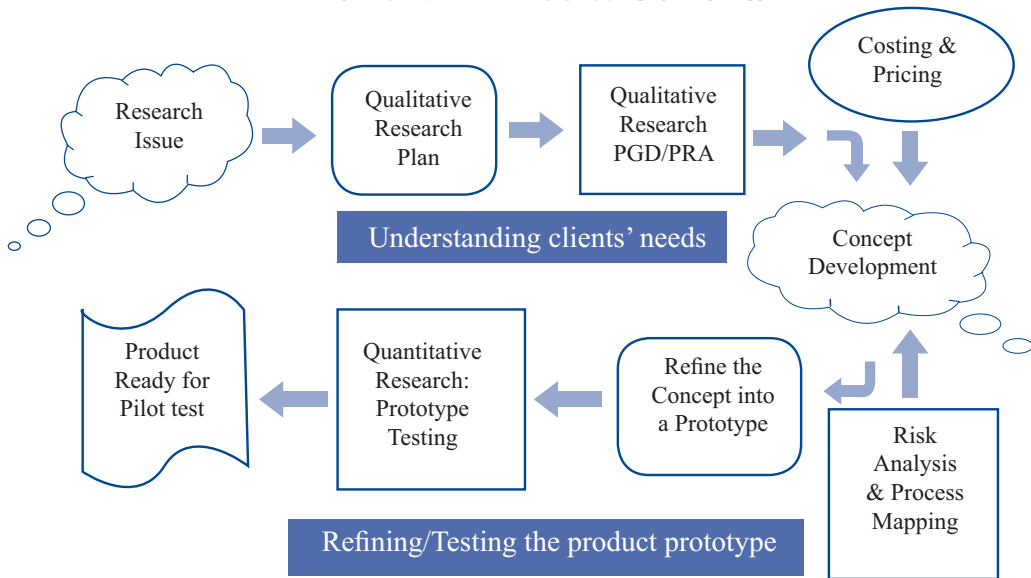 Research
Issue
Qualitative
Research
Plan
Qualitative
Research
PGD/PRA
Costing &
Pricing
Understanding clients’ needs
Concept
Development
Product
Ready for
Pilot test
Quantitative
Research:
Prototype
Testing
Refine the
Concept into
a Prototype
Risk
Analysis
& Process
Mapping
Refining/Testing the product prototype